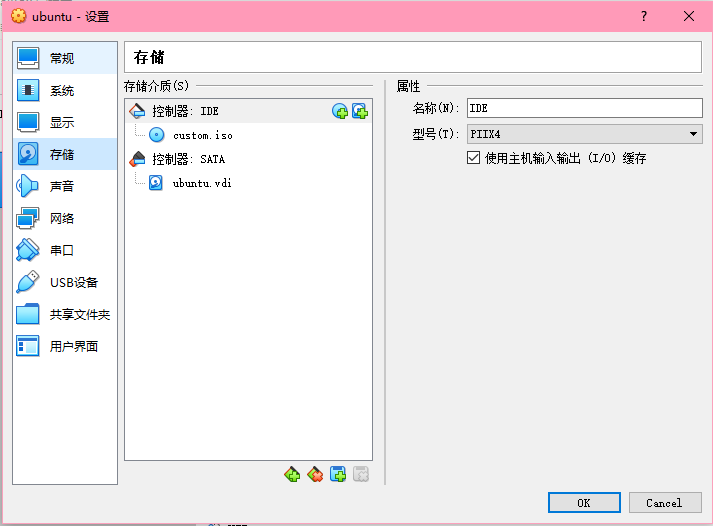 ubuntu - 设置
?
常规
系统
显示
存储
声音
网络
串口
USB设备
共享文件夹
用户界面
存储
存储介质(S)
控制器: IDE
custom.iso
控制器: SATA
ubuntu.vdi
属性
名称(N): IDE
型号(T): PIIX4
使用主机输入输出 (I/O) 缓存
OK
Cancel